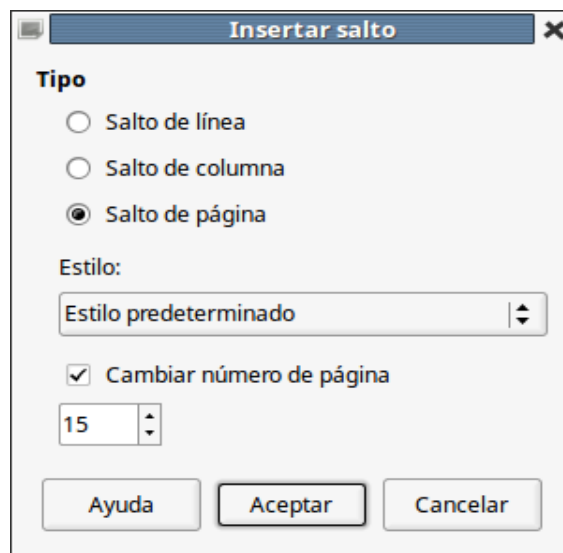 Insertar salto
Tipo
Salto de línea
Salto de columna
Salto de página
Estilo:
Estilo predeterminado
Cambiar número de página
15
Ayuda Aceptar Cancelar